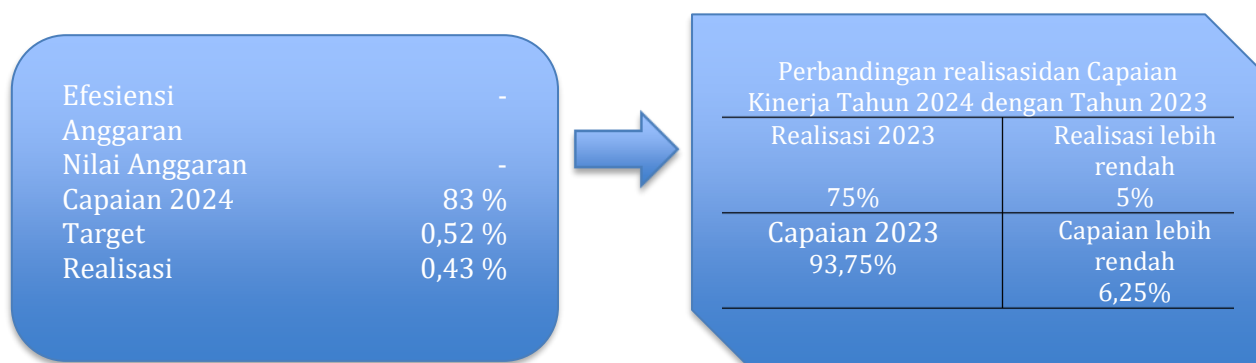 Efesiensi -
Anggaran
Nilai Anggaran -
Capaian 2024 83 %
Target 0,52 %
Realisasi 0,43 %
Perbandingan realisasidan Capaian
Kinerja Tahun 2024 dengan Tahun 2023
Realisasi 2023
75%
Realisasi lebih
rendah
5%
Capaian 2023
93,75%
Capaian lebih
rendah
6,25%